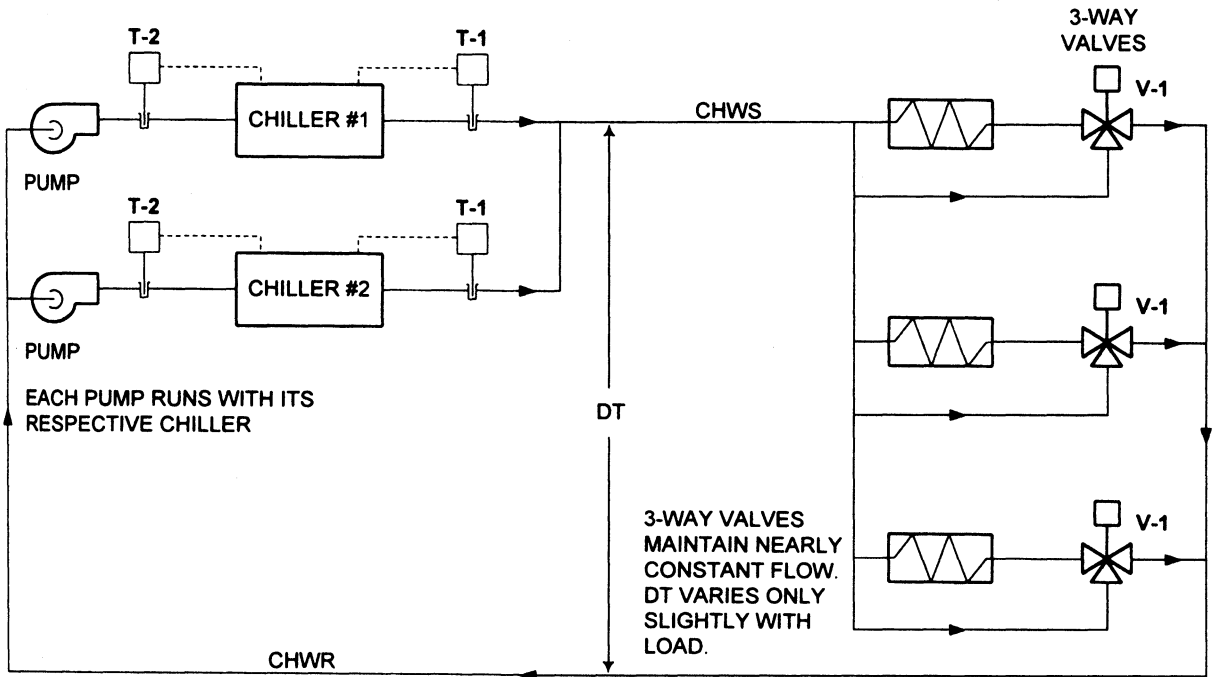 3-WAY
VALVES
T-2
T-1
V-1
CHILLER #1
CHWS
PUMP
T-2
T-1
CHILLER #2
V-1
PUMP
EACH PUMP RUNS WITH ITS
RESPECTIVE CHILLER
DT
3-WAY VALVES
MAINTAIN NEARLY
CONSTANT FLOW.
DT VARIES ONLY
SLIGHTLY WITH
LOAD.
V-1
CHWR